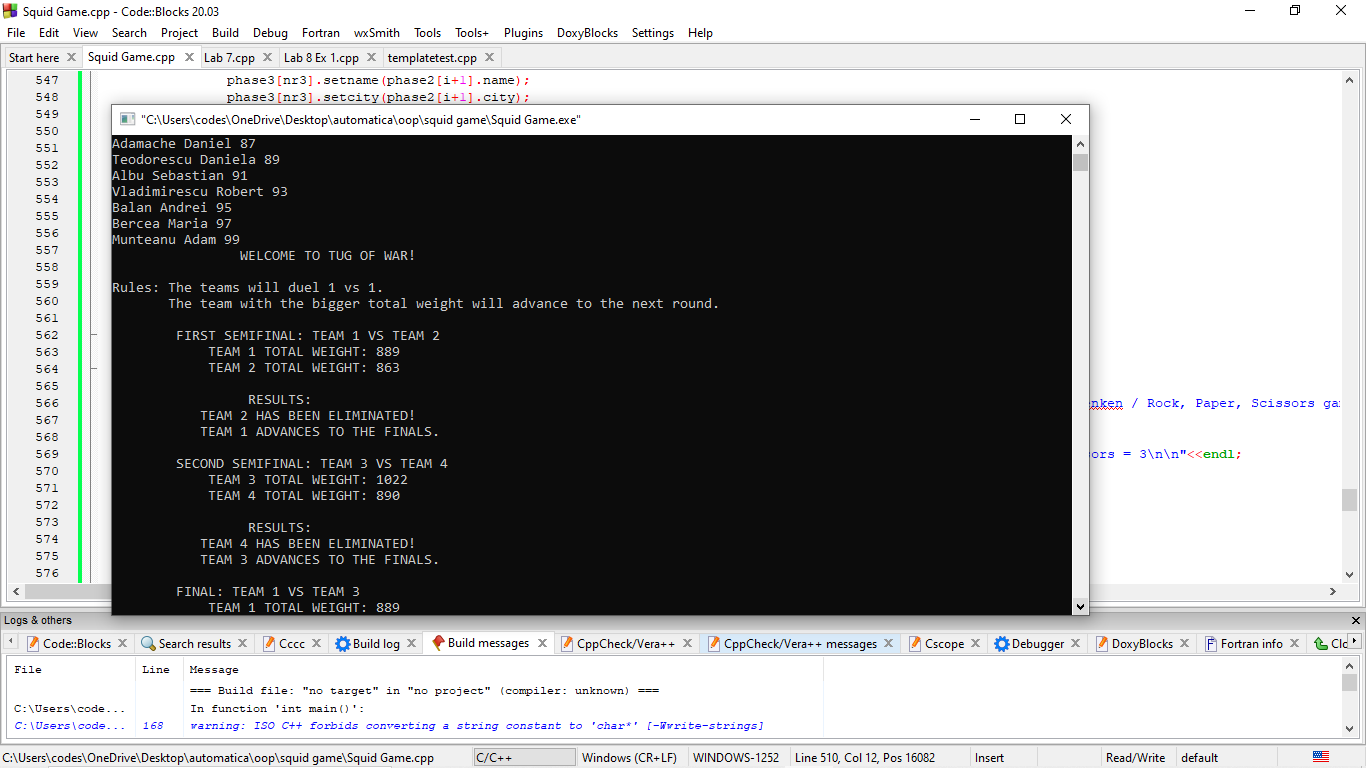 Squid Game.cpp - Code::Blocks 20.03
File Edit View Search Project Build Debug Fortran wxSmith Tools Tools+ Plugins DoxyBlocks Settings Help
Start here Squid Game.cpp Lab 7.cpp Lab 8 Ex 1.cpp templatetest.cpp
547 phase3[nr3].setname(phase2[i+1].name);
548 phase3[nr3].setcity(phase2[i+1].city);
549
550
551
552
553
554
555
556
557
558
559
560
561
562
563
564
565
566 nken / Rock, Paper, Scissors ga
567
568
569 ors = 3\n\n"<<endl;
570
571
572
573
574
575
576
"C:\Users\codes\OneDrive\Desktop\automatica\oop\squid game\Squid Game.exe"
Adamache Daniel 87
Teodorescu Daniela 89
Albu Sebastian 91
Vladimirescu Robert 93
Balan Andrei 95
Bercea Maria 97
Munteanu Adam 99
WELCOME TO TUG OF WAR!
Rules: The teams will duel 1 vs 1.
The team with the bigger total weight will advance to the next round.
FIRST SEMIFINAL: TEAM 1 VS TEAM 2
TEAM 1 TOTAL WEIGHT: 889
TEAM 2 TOTAL WEIGHT: 863
RESULTS:
TEAM 2 HAS BEEN ELIMINATED!
TEAM 1 ADVANCES TO THE FINALS.
SECOND SEMIFINAL: TEAM 3 VS TEAM 4
TEAM 3 TOTAL WEIGHT: 1022
TEAM 4 TOTAL WEIGHT: 890
RESULTS:
TEAM 4 HAS BEEN ELIMINATED!
TEAM 3 ADVANCES TO THE FINALS.
FINAL: TEAM 1 VS TEAM 3
TEAM 1 TOTAL WEIGHT: 889
Logs & others
Code::Blocks Search results Cccc Build log Build messages CppCheck/Vera++ CppCheck/Vera++ messages Cscope Debugger DoxyBlocks Fortran info Clo
File Line Message
=== Build file: "no target" in "no project" (compiler: unknown) ===
C:\Users\code... In function 'int main()':
C:\Users\code... 168 warning: ISO C++ forbids converting a string constant to 'char*' [-Wwrite-strings]
C:\Users\codes\OneDrive\Desktop\automatica\oop\squid game\Squid Game.cpp C/C++ Windows (CR+LF) WINDOWS-1252 Line 510, Col 12, Pos 16082 Insert Read/Write default